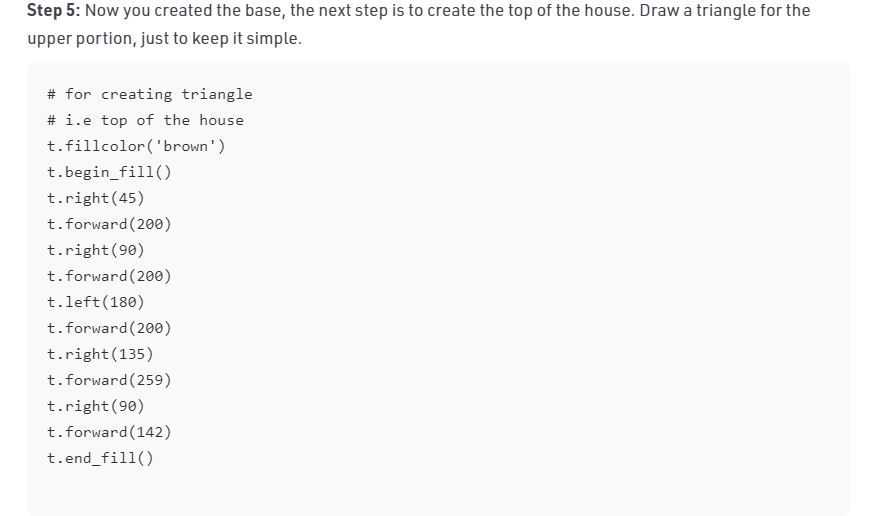 Step 5: Now you created the base, the next step is to create the top of the house. Draw a triangle for the
upper portion, just to keep it simple.
# for creating triangle
# i.e top of the house
t.fillcolor('brown')
t.begin_fill()
t.right(45)
t.forward(200)
t.right(90)
t.forward(200)
t.left(180)
t.forward(200)
t.right(135)
t.forward(259)
t.right(90)
t.forward(142)
t.end_fill()